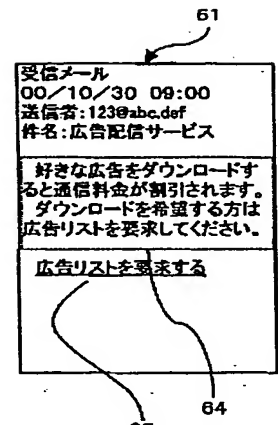 61
受信メール
00/10/30 09:00
送信者:123@abc.def
件名:広告配信サービス
好きな広告をダウンロードす
ると通信料金が割引されます。
ダウンロードを希望する方は
広告リストを要求してください。
広告リストを要求する
64